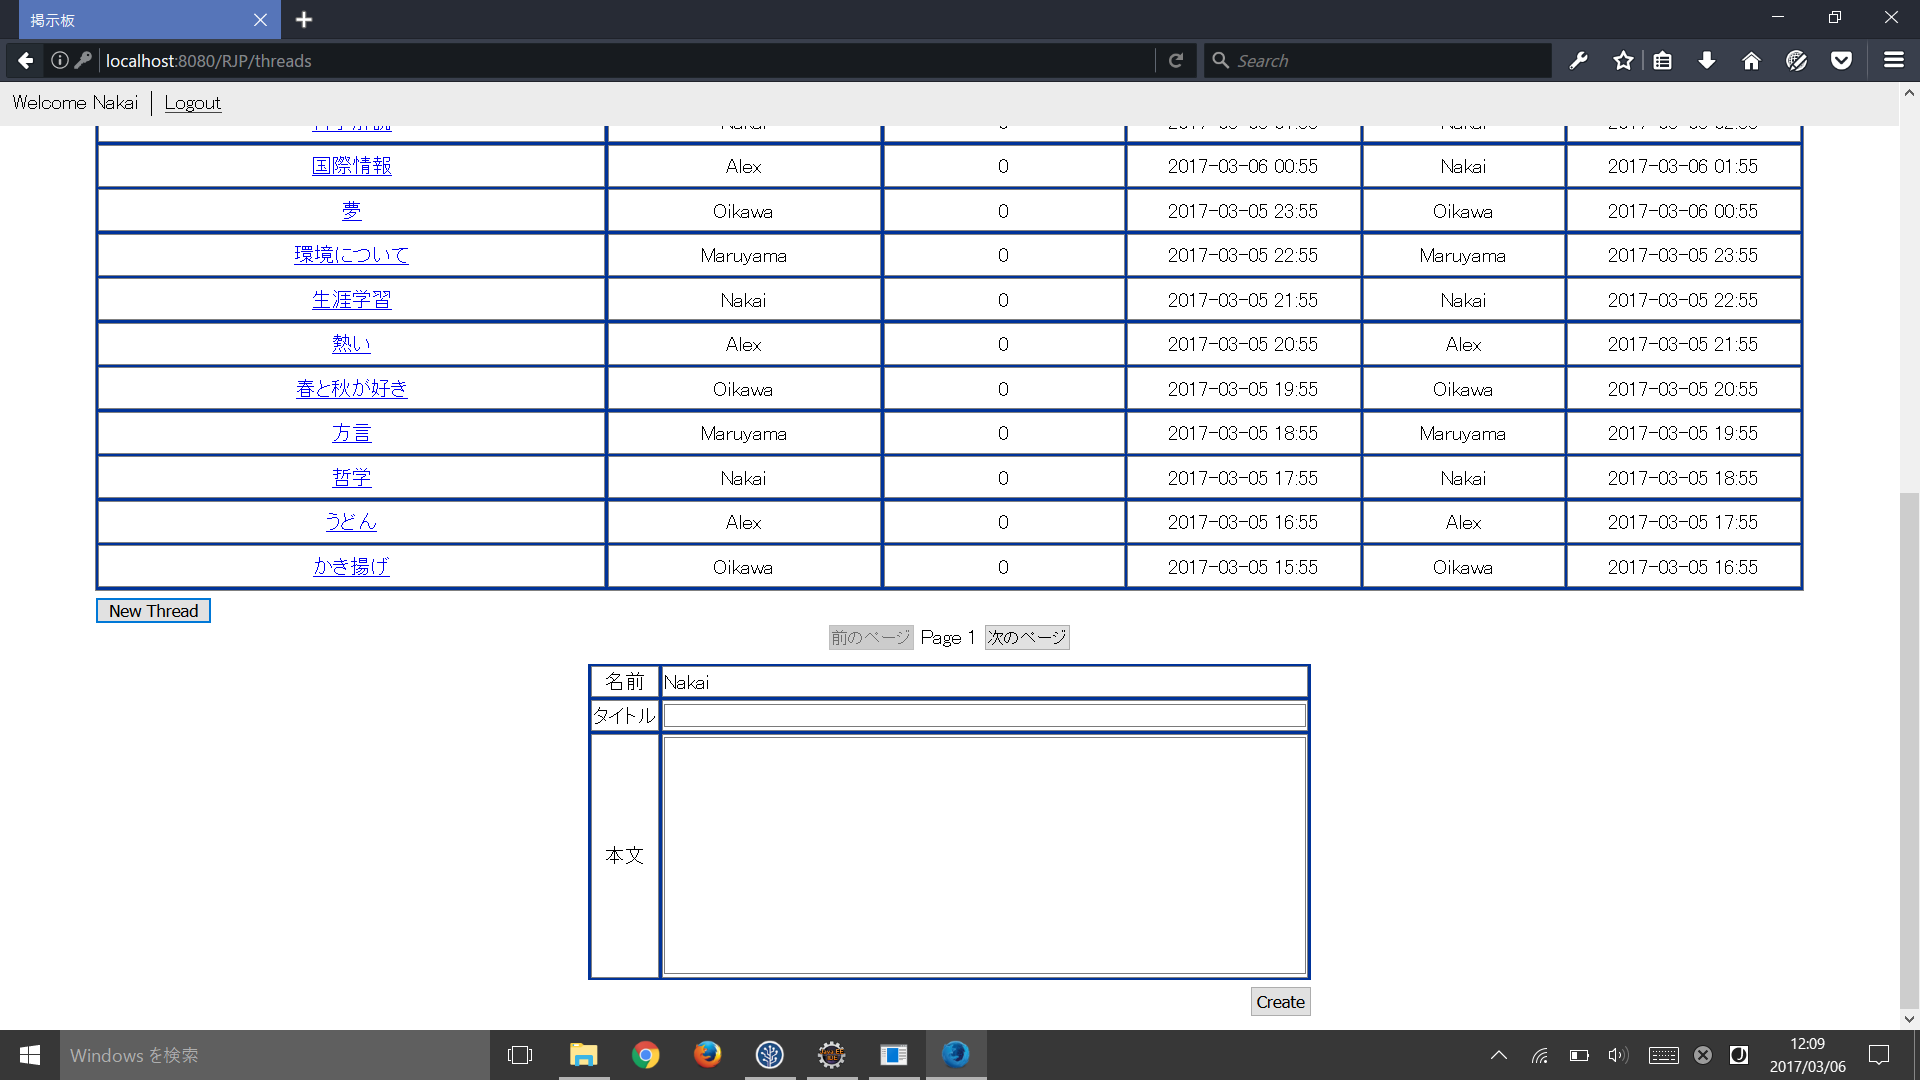 掲示板
localhost:8080/RJP/threads
Search
Welcome Nakai Logout
国際情報 Alex 0 2017-03-06 00:55 Nakai 2017-03-06 01:55
夢 Oikawa 0 2017-03-05 23:55 Oikawa 2017-03-06 00:55
環境について Maruyama 0 2017-03-05 22:55 Maruyama 2017-03-05 23:55
生涯学習 Nakai 0 2017-03-05 21:55 Nakai 2017-03-05 22:55
熱い Alex 0 2017-03-05 20:55 Alex 2017-03-05 21:55
春と秋が好き Oikawa 0 2017-03-05 19:55 Oikawa 2017-03-05 20:55
方言 Maruyama 0 2017-03-05 18:55 Maruyama 2017-03-05 19:55
哲学 Nakai 0 2017-03-05 17:55 Nakai 2017-03-05 18:55
うどん Alex 0 2017-03-05 16:55 Alex 2017-03-05 17:55
かき揚げ Oikawa 0 2017-03-05 15:55 Oikawa 2017-03-05 16:55
New Thread
前のページ Page 1 次のページ
名前 Nakai
タイトル
本文
Create
Windows を検索
12:09
2017/03/06